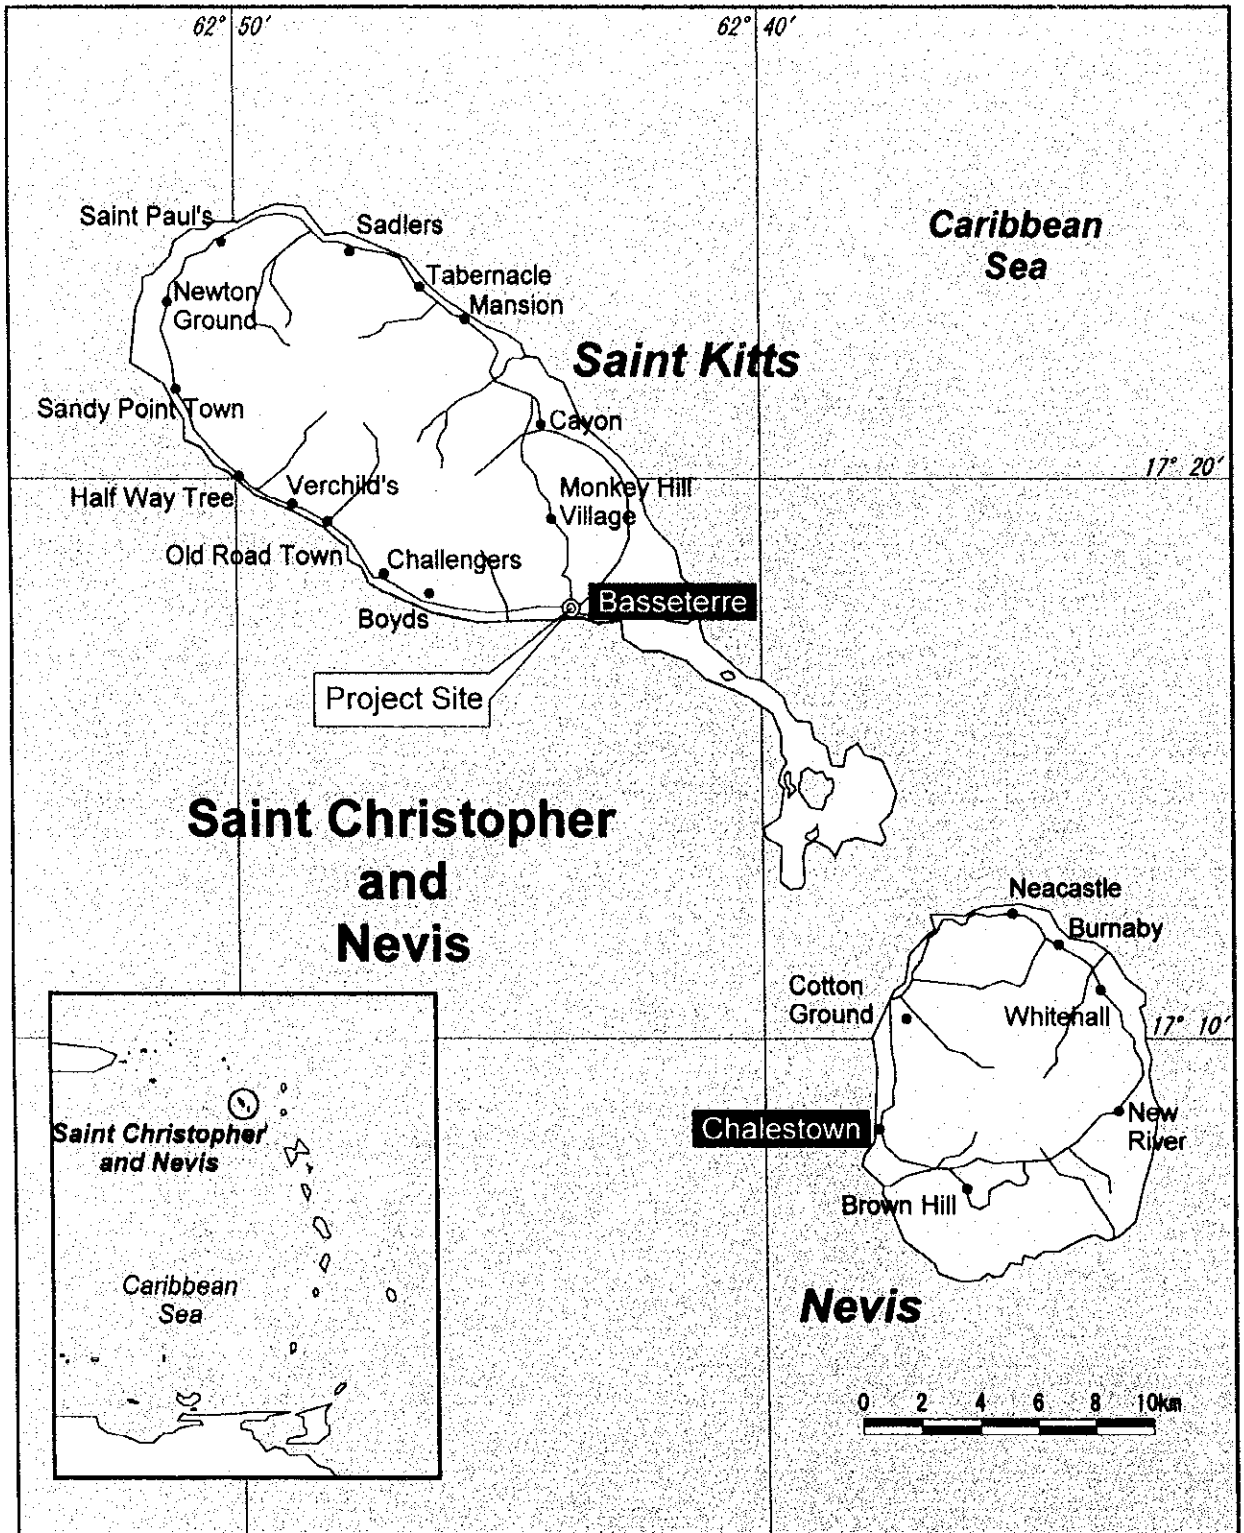 62° 50′
62° 40′
Saint Paul's
Sadlers
Caribbean
Sea
Tabernacle
Newton
Ground
Mansion
Saint Kitts
Sandy Point Town
Cayon
17° 20′
Half Way Tree
Verchild's
Monkey Hill
Village
Old Road Town
Challengers
Basseterre
Boyds
Project Site
Saint Christopher
and
Nevis
Neacastle
Burnaby
Cotton
Ground
Whitehall
17° 10′
Chalestown
New
River
Brown Hill
Saint Christopher
and Nevis
Caribbean
Sea
Nevis
0 2 4 6 8 10km